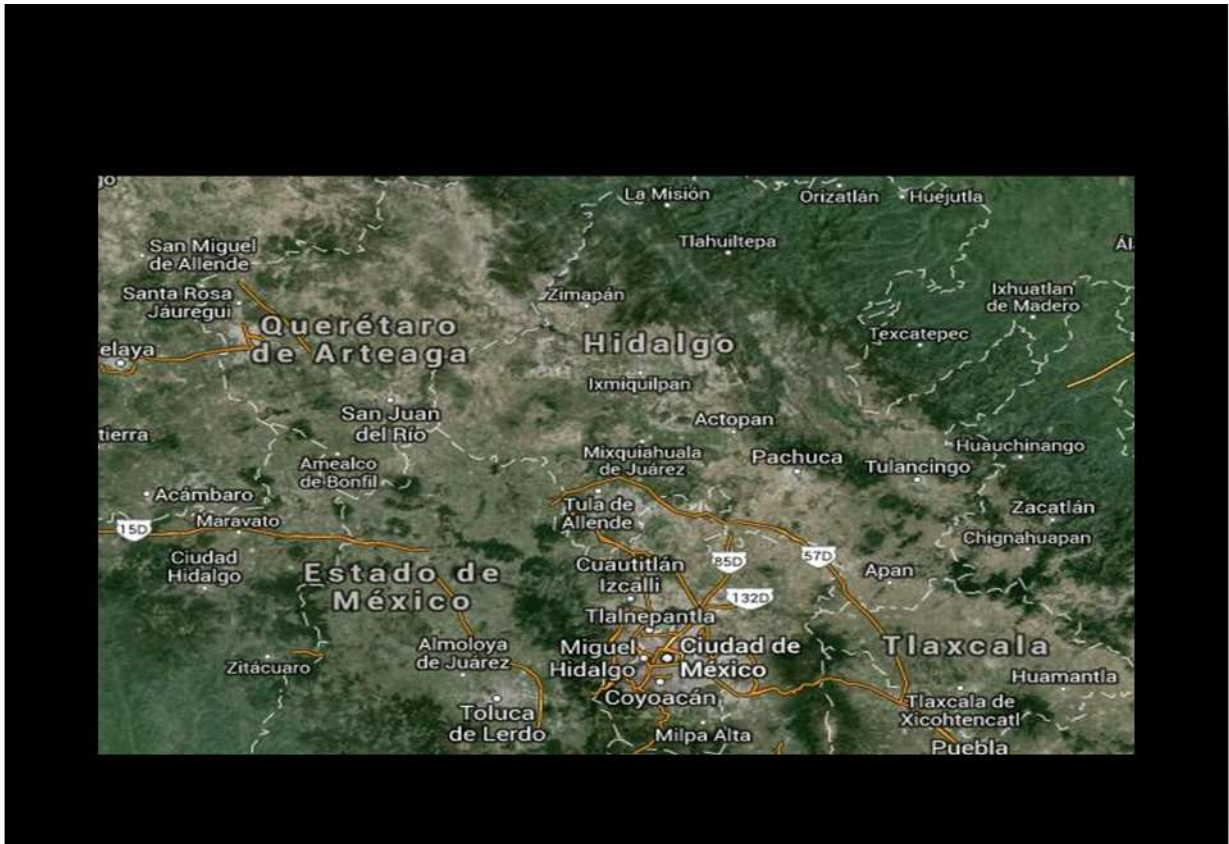 go
La Misión
Orizatlán
Huejutla
San Miguel
de Allende
Tlahuiltepa
Ál
Santa Rosa
Jáuregui
Zimapán
Ixhuatlan
de Madero
Querétaro
de Arteaga
Hidalgo
Texcatepec
elaya
Ixmiquilpan
San Juan
del Río
Actopan
tierra
Amealco
de Bonfil
Mixquiahuala
de Juárez
Pachuca
Tulancingo
Huauchinango
Acámbaro
Tula de
Allende
Zacatlán
15D
Maravato
Chignahuapan
Ciudad
Hidalgo
Estado de
México
Cuautitlán
Izcalli
85D
57D
Apan
132D
Tlalnepantla
Almoloya
de Juárez
Miguel
Hidalgo
Ciudad de
México
Tlaxcala
Zitácuaro
Coyoacán
Huamantla
Toluca
de Lerdo
Milpa Alta
Tlaxcala de
Xicohtencatl
Puebla